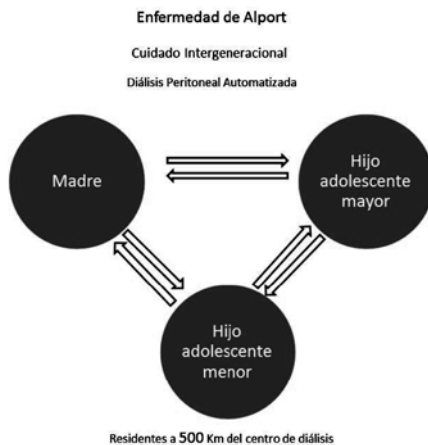 Enfermedad de Alport
Cuidado Intergeneracional
Diálisis Peritoneal Automatizada
Madre
Hijo
adolescente
mayor
Hijo
adolescente
menor
Residentes a 500 Km del centro de diálisis